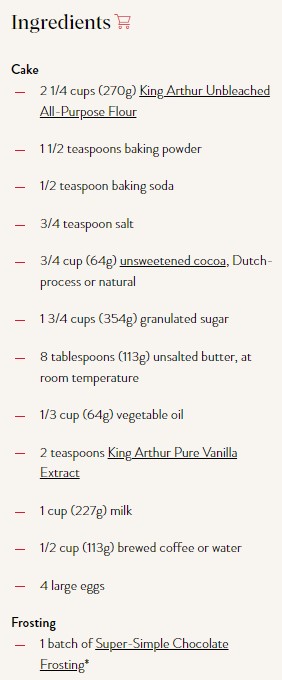 Ingredients
Cake
— 2 1/4 cups (270g) King Arthur Unbleached
All-Purpose Flour
— 1 1/2 teaspoons baking powder
— 1/2 teaspoon baking soda
— 3/4 teaspoon salt
— 3/4 cup (64g) unsweetened cocoa, Dutch-
process or natural
— 1 3/4 cups (354g) granulated sugar
— 8 tablespoons (113g) unsalted butter, at
room temperature
— 1/3 cup (64g) vegetable oil
— 2 teaspoons King Arthur Pure Vanilla
Extract
— 1 cup (227g) milk
— 1/2 cup (113g) brewed coffee or water
— 4 large eggs
Frosting
— 1 batch of Super-Simple Chocolate
Frosting*